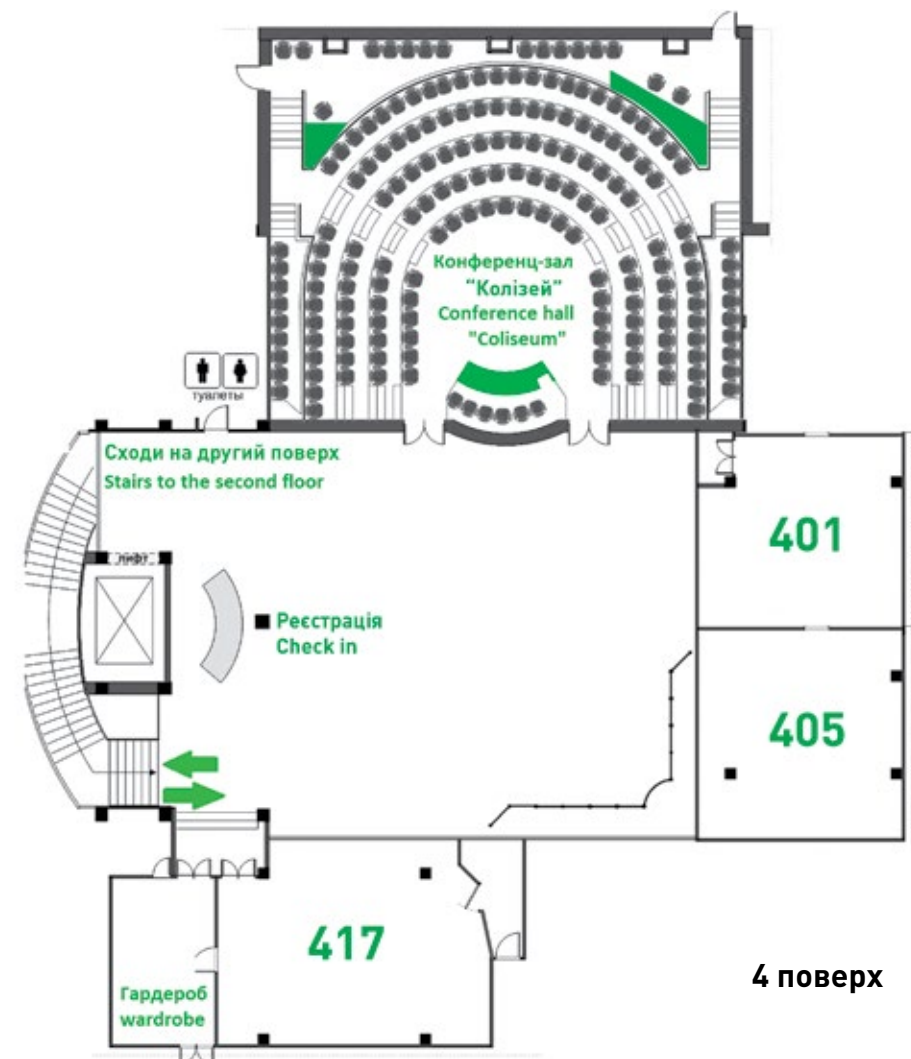 Конференц-зал
"Колізей"
Conference hall
"Coliseum"
туалеты
Сходи на другий поверх
Stairs to the second floor
лифт
401
Реєстрація
Check in
405
417
Гардероб
wardrobe
4 поверх